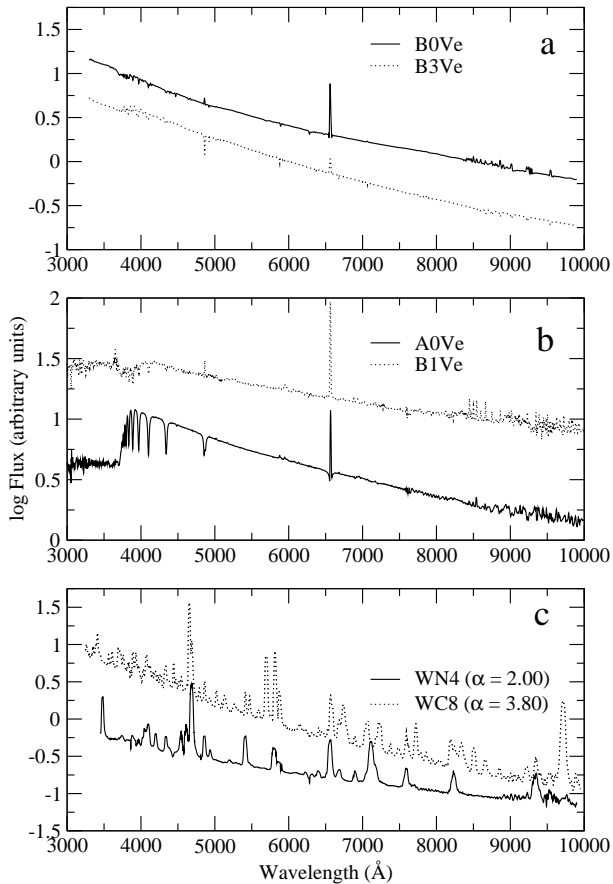 1.5
1
0.5
0
-0.5
-1
B0Ve
B3Ve
a
3000 4000 5000 6000 7000 8000 9000 10000
2
1.5
1
0.5
0
A0Ve
B1Ve
b
3000 4000 5000 6000 7000 8000 9000 10000
log Flux (arbitrary units)
1.5
1
0.5
0
-0.5
-1
-1.5
WN4 (α = 2.00)
WC8 (α = 3.80)
c
3000 4000 5000 6000 7000 8000 9000 10000
Wavelength (Å)